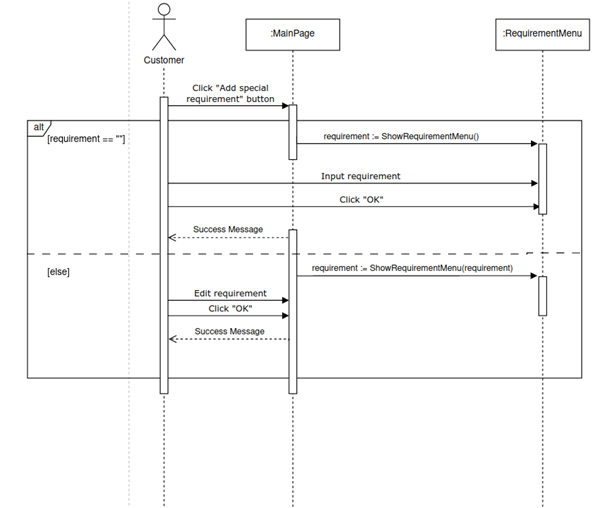 :MainPage
:RequirementMenu
Customer
Click "Add special
requirement" button
alt
[requirement == ""]
requirement := ShowRequirementMenu()
Input requirement
Click "OK"
Success Message
[else]
requirement := ShowRequirementMenu(requirement)
Edit requirement
Click "OK"
Success Message